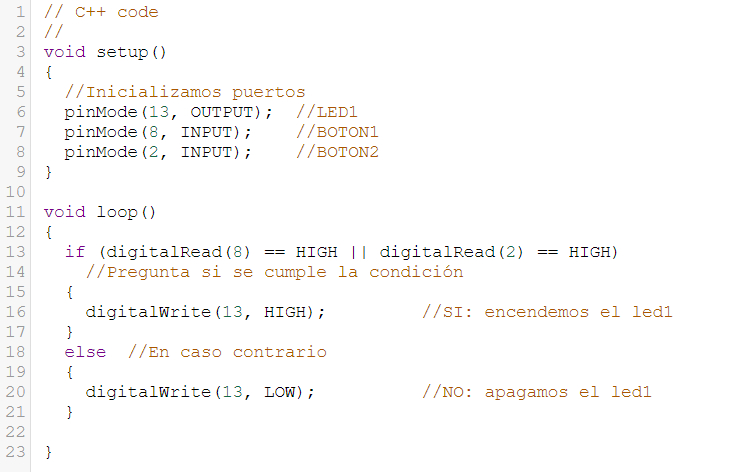 1 // C++ code
2 //
3 void setup()
4 {
5   //Inicializamos puertos
6   pinMode(13, OUTPUT);  //LED1
7   pinMode(8, INPUT);    //BOTON1
8   pinMode(2, INPUT);    //BOTON2
9 }
10
11 void loop()
12 {
13   if (digitalRead(8) == HIGH || digitalRead(2) == HIGH)
14     //Pregunta si se cumple la condición
15   {
16     digitalWrite(13, HIGH);         //SI: encendemos el led1
17   }
18   else  //En caso contrario
19   {
20     digitalWrite(13, LOW);          //NO: apagamos el led1
21   }
22
23 }